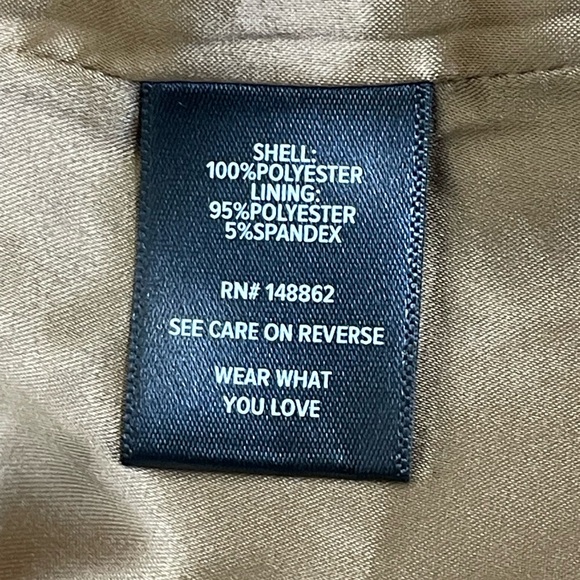 SHELL:
100%POLYESTER
LINING:
95%POLYESTER
5%SPANDEX
RN# 148862
SEE CARE ON REVERSE
WEAR WHAT
YOU LOVE